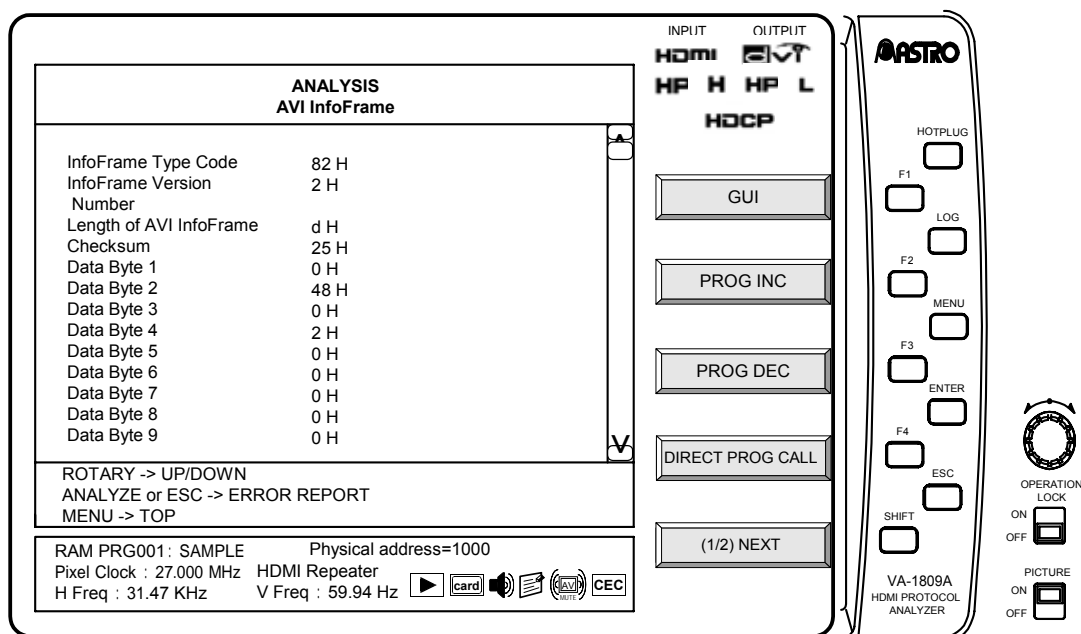 ANALYSIS
AVI InfoFrame
InfoFrame Type Code 82 H
InfoFrame Version 2 H
Number
Length of AVI InfoFrame d H
Checksum 25 H
Data Byte 1 0 H
Data Byte 2 48 H
Data Byte 3 0 H
Data Byte 4 2 H
Data Byte 5 0 H
Data Byte 6 0 H
Data Byte 7 0 H
Data Byte 8 0 H
Data Byte 9 0 H
ROTARY -> UP/DOWN
ANALYZE or ESC -> ERROR REPORT
MENU -> TOP
RAM PRG001 : SAMPLE Physical address=1000
Pixel Clock : 27.000 MHz HDMI Repeater
H Freq : 31.47 KHz V Freq : 59.94 Hz
card
AV
MUTE
CEC
INPUT OUTPUT
HDMI DVI
HP H HP L
HDCP
GUI
PROG INC
PROG DEC
DIRECT PROG CALL
(1/2) NEXT
ASTRO
HOTPLUG
F1
LOG
F2
MENU
F3
ENTER
F4
ESC
SHIFT
VA-1809A
HDMI PROTOCOL
ANALYZER
OPERATION
LOCK
ON
OFF
PICTURE
ON
OFF